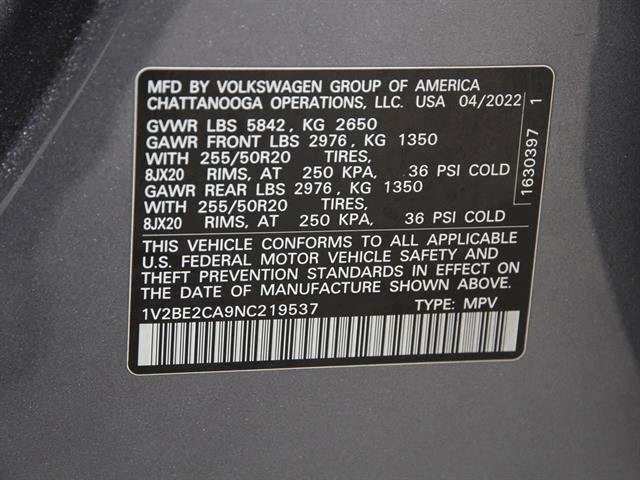 MFD BY VOLKSWAGEN GROUP OF AMERICA
CHATTANOOGA OPERATIONS, LLC. USA 04/2022
GVWR LBS 5842, KG 2650
GAWR FRONT LBS 2976, KG 1350
WITH 255/50R20 TIRES,
8JX20 RIMS, AT 250 KPA, 36 PSI COLD
GAWR REAR LBS 2976, KG 1350
WITH 255/50R20 TIRES,
8JX20 RIMS, AT 250 KPA, 36 PSI COLD
THIS VEHICLE CONFORMS TO ALL APPLICABLE
U.S. FEDERAL MOTOR VEHICLE SAFETY AND
THEFT PREVENTION STANDARDS IN EFFECT ON
THE DATE OF MANUFACTURE SHOWN ABOVE.
1V2BE2CA9NC219537 TYPE: MPV
1630397 1